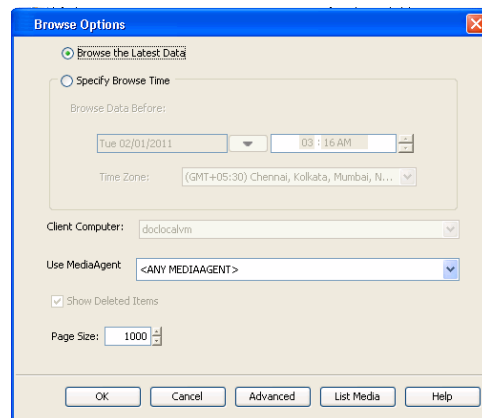 Browse Options
Browse the Latest Data
Specify Browse Time
Browse Data Before:
Tue 02/01/2011
03 : 16 AM
Time Zone:
(GMT+05:30) Chennai, Kolkata, Mumbai, N...
Client Computer:
doclocalvm
Use MediaAgent
<ANY MEDIAAGENT>
Show Deleted Items
Page Size:
1000
OK
Cancel
Advanced
List Media
Help